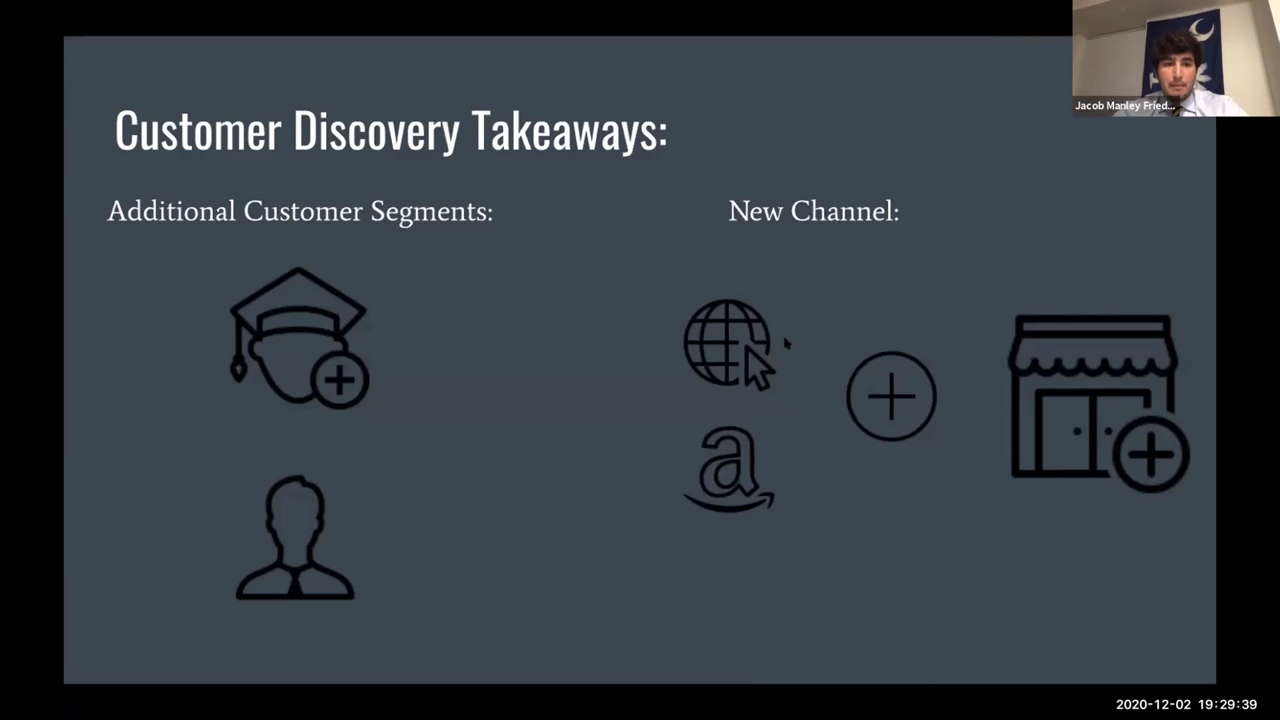 Jacob Manley Fried...
Customer Discovery Takeaways:
Additional Customer Segments:
New Channel:
a
2020-12-02 19:29:39